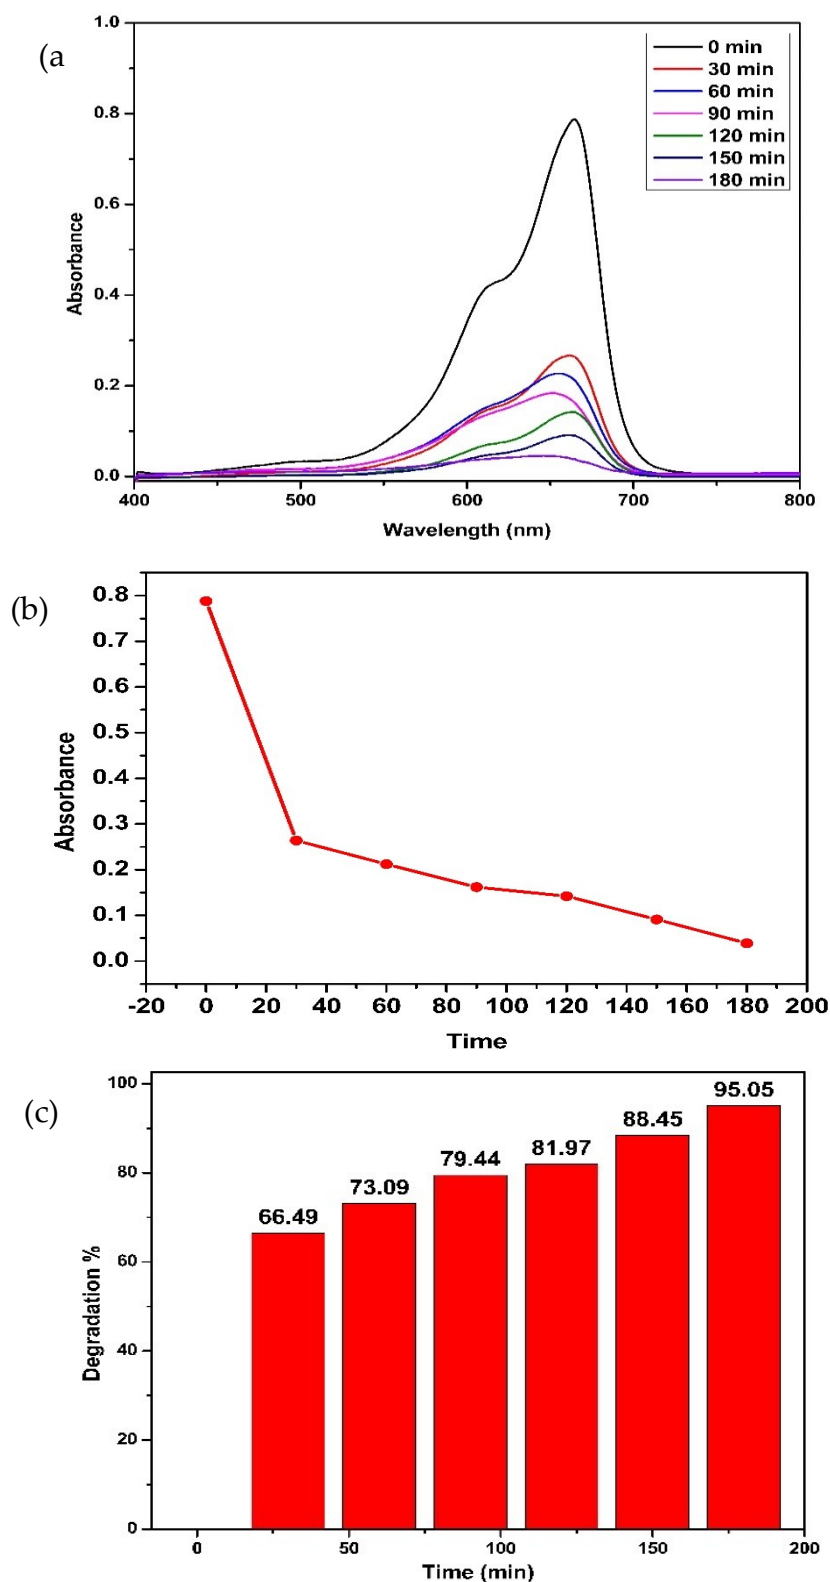 (a
1.0
0.8
0.6
0.4
0.2
0.0
Absorbance
0 min
30 min
60 min
90 min
120 min
150 min
180 min
400 500 600 700 800
Wavelength (nm)
(b)
0.8
0.7
0.6
0.5
0.4
0.3
0.2
0.1
0.0
Absorbance
-20 0 20 40 60 80 100 120 140 160 180 200
Time
(c)
100
80
60
40
20
0
Degradation %
66.49
73.09
79.44
81.97
88.45
95.05
0 50 100 150 200
Time (min)